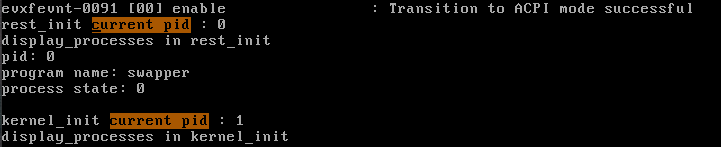 evxfevnt-0091 [00] enable : Transition to ACPI mode successful
rest_init current pid : 0
display_processes in rest_init
pid: 0
program name: swapper
process state: 0
kernel_init current pid : 1
display_processes in kernel_init